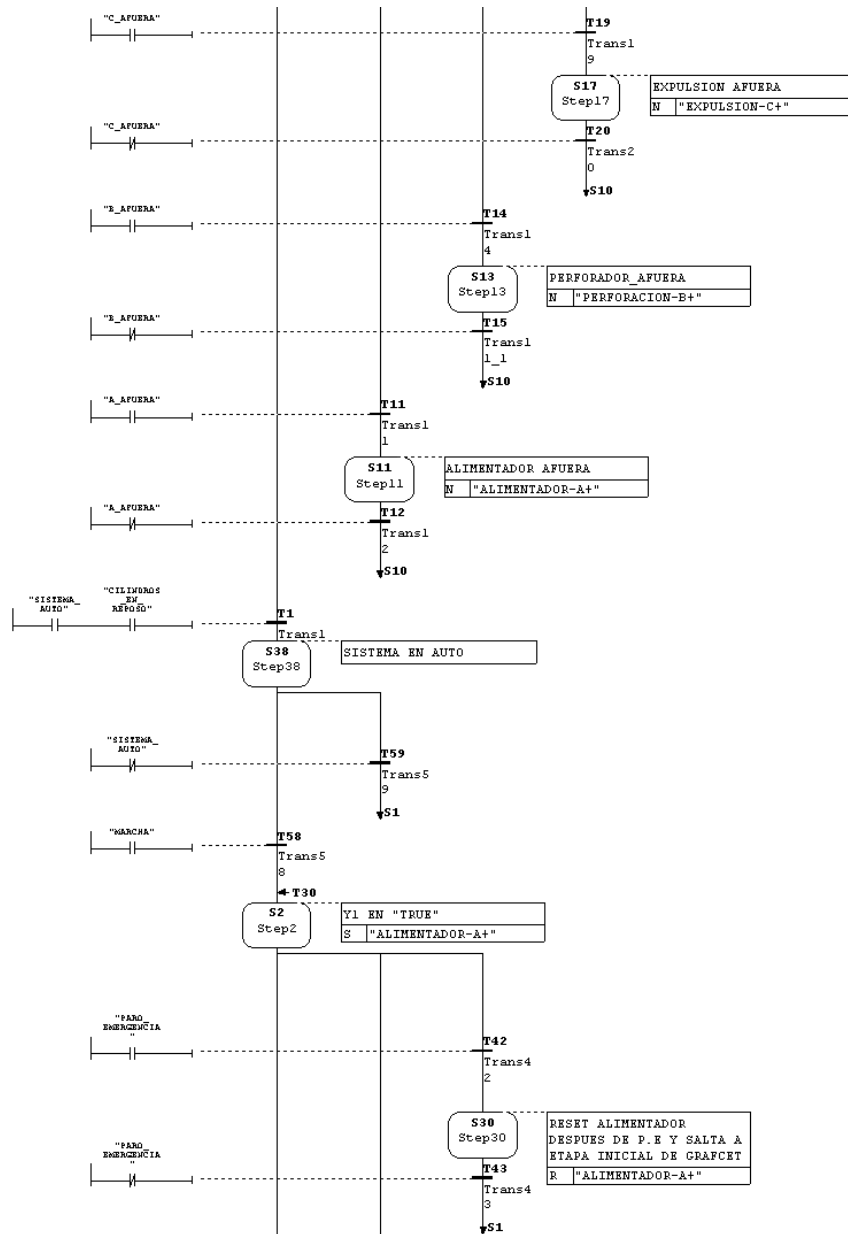 "C_AFUERA"
T19
Trans1
9
S17
Step17
EXPULSION AFUERA
N "EXPULSION-C+"
"C_AFUERA"
T20
Trans2
0
S10
"B_AFUERA"
T14
Trans1
4
S13
Step13
PERFORADOR_AFUERA
N "PERFORACION-B+"
"B_AFUERA"
T15
Trans1
1_1
S10
"A_AFUERA"
T11
Trans1
1
S11
Step11
ALIMENTADOR AFUERA
N "ALIMENTADOR-A+"
"A_AFUERA"
T12
Trans1
2
S10
"SISTEMA_
AUTO"
"CILINDROS
_EN_
REPOSO"
T1
Trans1
S38
Step38
SISTEMA EN AUTO
"SISTEMA_
AUTO"
T59
Trans5
9
S1
"MARCHA"
T58
Trans5
8
T30
S2
Step2
Y1 EN "TRUE"
S "ALIMENTADOR-A+"
"PARO_
EMERGENCIA
"
T42
Trans4
2
S30
Step30
RESET ALIMENTADOR
DESPUES DE P.E Y SALTA A
ETAPA INICIAL DE GRAFCET
R "ALIMENTADOR-A+"
"PARO_
EMERGENCIA
"
T43
Trans4
3
S1